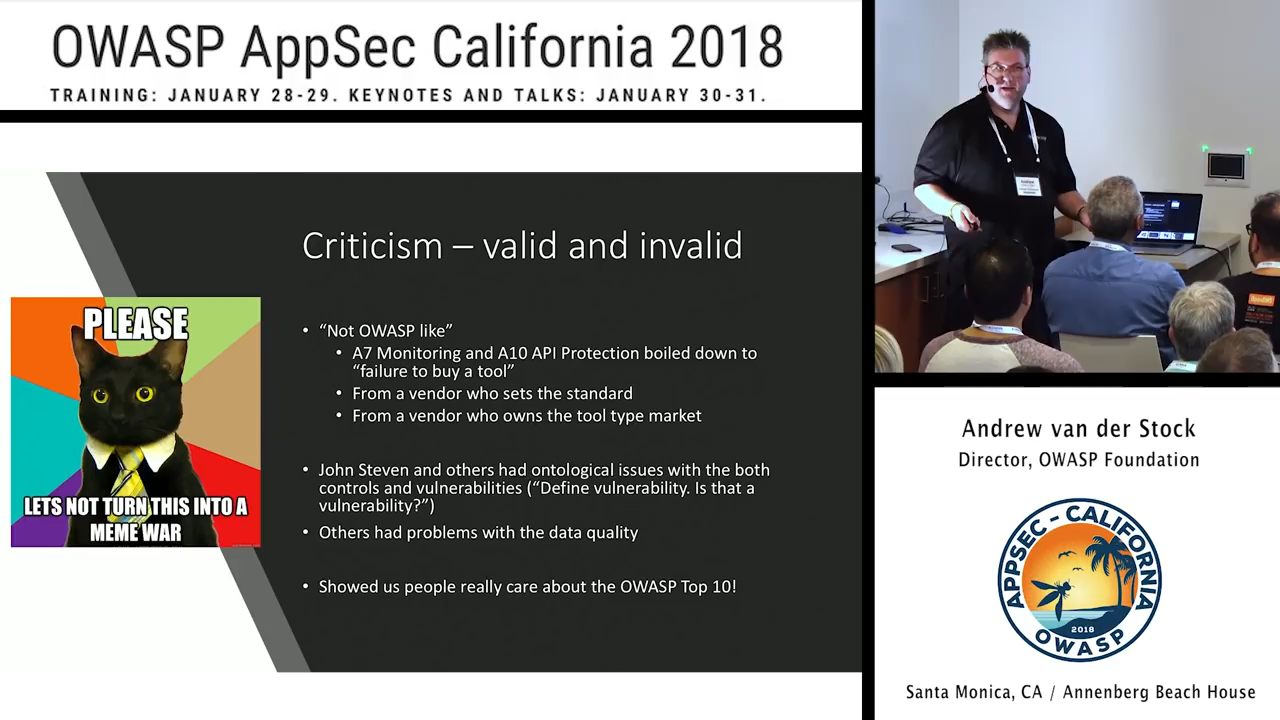 OWASP AppSec California 2018
TRAINING: JANUARY 28-29. KEYNOTES AND TALKS: JANUARY 30-31.
Criticism – valid and invalid
PLEASE
LETS NOT TURN THIS INTO A
MEME WAR
• “Not OWASP like”
• A7 Monitoring and A10 API Protection boiled down to
“failure to buy a tool”
• From a vendor who sets the standard
• From a vendor who owns the tool type market
• John Steven and others had ontological issues with the both
controls and vulnerabilities (“Define vulnerability. Is that a
vulnerability?”)
• Others had problems with the data quality
• Showed us people really care about the OWASP Top 10!
Andrew van der Stock
Director, OWASP Foundation
APPSEC - CALIFORNIA
2018
OWASP
Santa Monica, CA / Annenberg Beach House